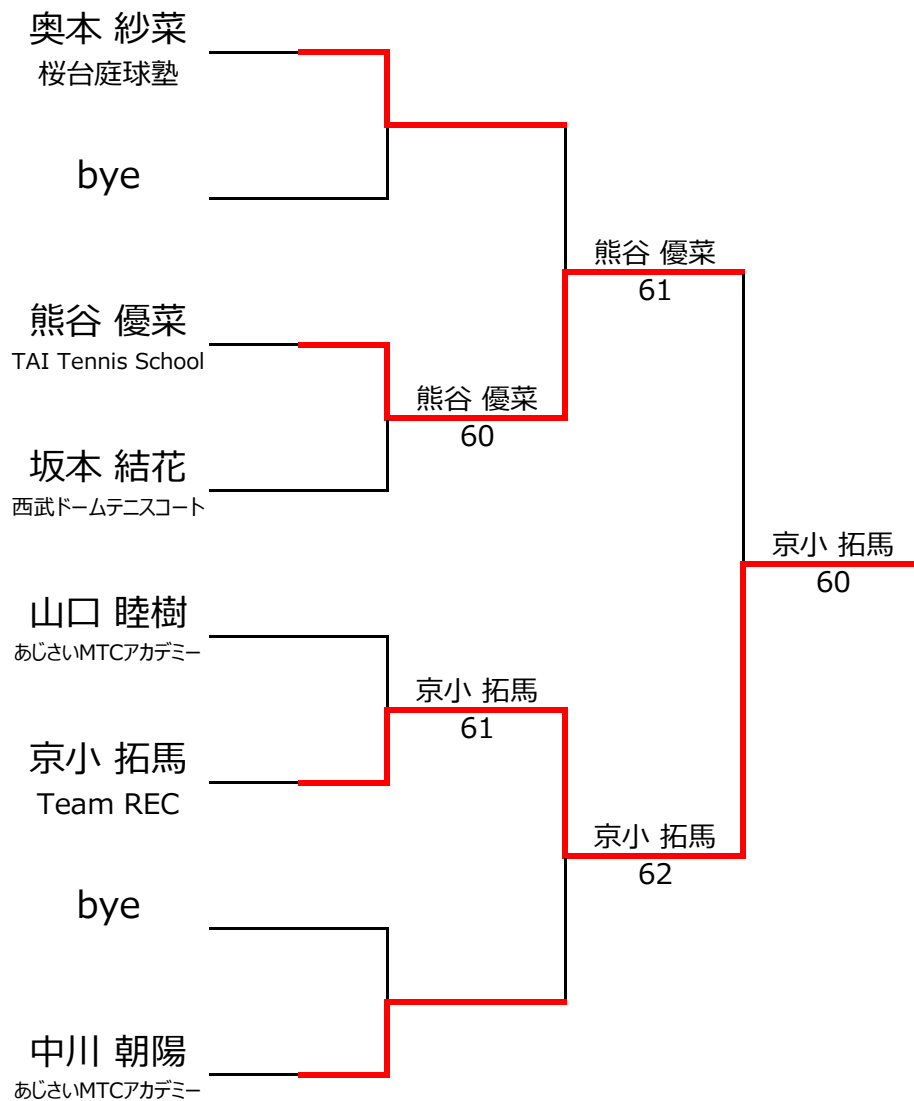 奥本 紗菜
桜台庭球塾
bye
熊谷 優菜
61
熊谷 優菜
TAI Tennis School
熊谷 優菜
60
坂本 結花
西武ドームテニスコート
京小 拓馬
60
山口 睦樹
あじさいMTCアカデミー
京小 拓馬
61
京小 拓馬
Team REC
京小 拓馬
62
bye
中川 朝陽
あじさいMTCアカデミー